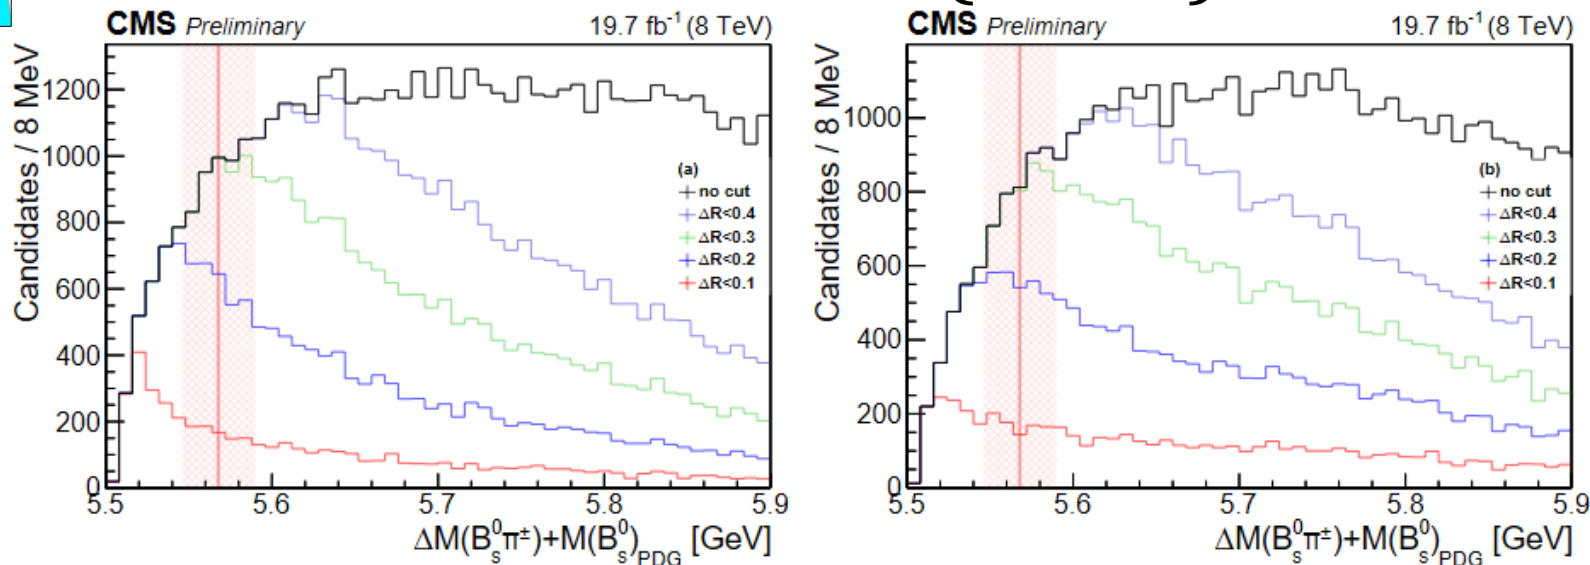 CMS Preliminary 19.7 fb⁻¹ (8 TeV)
Candidates / 8 MeV
1200
1000
800
600
400
200
0
(a)
no cut
ΔR<0.4
ΔR<0.3
ΔR<0.2
ΔR<0.1
5.5 5.6 5.7 5.8 5.9
ΔM(B⁰ₛπ±)+M(B⁰ₛ)PDG [GeV]
CMS Preliminary 19.7 fb⁻¹ (8 TeV)
Candidates / 8 MeV
1000
800
600
400
200
0
(b)
no cut
ΔR<0.4
ΔR<0.3
ΔR<0.2
ΔR<0.1
5.5 5.6 5.7 5.8 5.9
ΔM(B⁰ₛπ±)+M(B⁰ₛ)PDG [GeV]